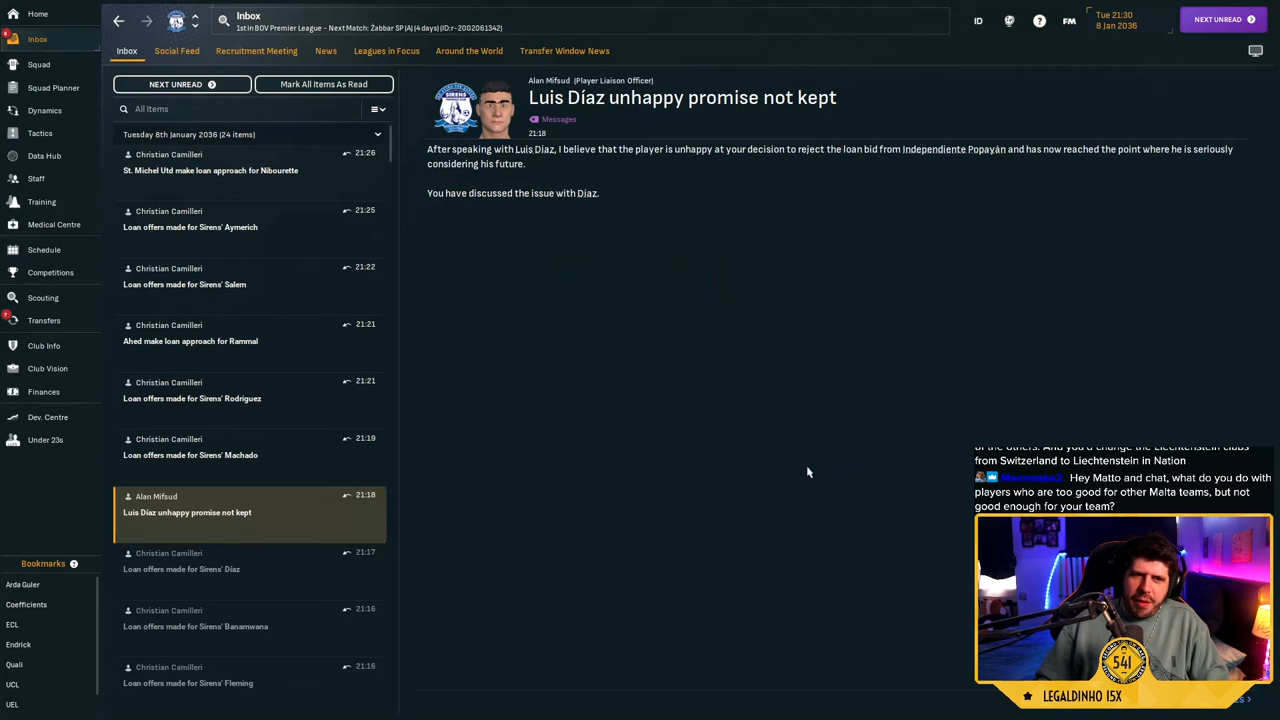 Home
Inbox
Squad
Squad Planner
Dynamics
Tactics
Data Hub
Staff
Training
Medical Centre
Schedule
Competitions
Scouting
Transfers
Club Info
Club Vision
Finances
Dev. Centre
Under 23s
Bookmarks
Arda Guler
Coefficients
ECL
Endrick
Quali
UCL
UEL
Inbox
1st in BOV Premier League - Next Match: Żabbar SP (A) (4 days) (ID:r-2002061342)
ID
FM
Tue 21:30
8 Jan 2036
NEXT UNREAD
Inbox
Social Feed
Recruitment Meeting
News
Leagues in Focus
Around the World
Transfer Window News
NEXT UNREAD
Mark All Items As Read
All Items
Tuesday 8th January 2036 (24 items)
Christian Camilleri 21:26
St. Michel Utd make loan approach for Nibourette
Christian Camilleri 21:25
Loan offers made for Sirens' Aymerich
Christian Camilleri 21:22
Loan offers made for Sirens' Salem
Christian Camilleri 21:21
Ahed make loan approach for Rammal
Christian Camilleri 21:21
Loan offers made for Sirens' Rodriguez
Christian Camilleri 21:19
Loan offers made for Sirens' Machado
Alan Mifsud 21:18
Luis Díaz unhappy promise not kept
Christian Camilleri 21:17
Loan offers made for Sirens' Díaz
Christian Camilleri 21:16
Loan offers made for Sirens' Banamwana
Christian Camilleri 21:16
Loan offers made for Sirens' Fleming
SIRENS
Alan Mifsud (Player Liaison Officer)
Luis Díaz unhappy promise not kept
Messages
21:18
After speaking with Luis Díaz, I believe that the player is unhappy at your decision to reject the loan bid from Independiente Popayán and has now reached the point where he is seriously
considering his future.
You have discussed the issue with Díaz.
of the others. And you'd change the Liechtenstein clubs
from Switzerland to Liechtenstein in Nation
Hey Matto and chat, what do you do with
players who are too good for other Malta teams, but not
good enough for your team?
541
LEGALDINHO 15X